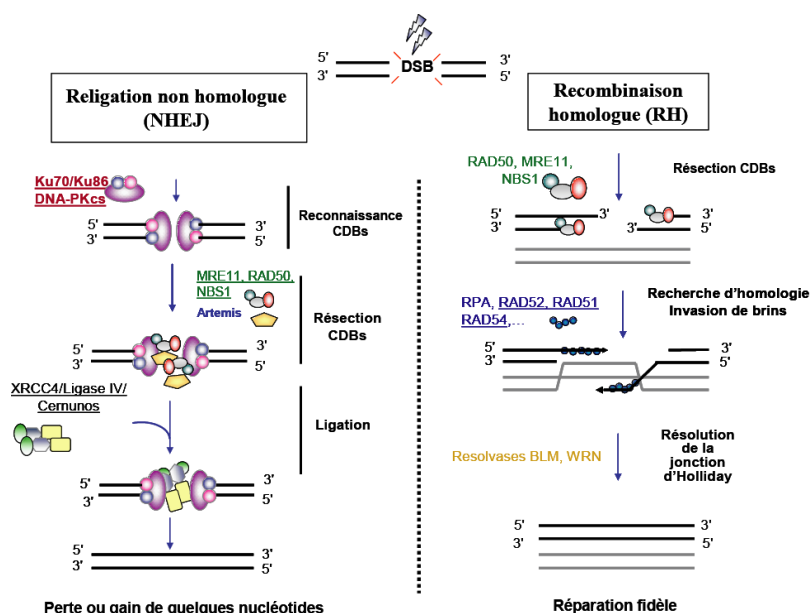 5'
3'
DSB
3'
5'
Religation non homologue
(NHEJ)
Ku70/Ku86
DNA-PKcs
5'
3'
3'
5'
Reconnaissance
CDBs
MRE11, RAD50,
NBS1
Artemis
5'
3'
3'
5'
Résection
CDBs
XRCC4/Ligase IV/
Cernunos
Ligation
5'
3'
3'
5'
5'
3'
3'
5'
Perte ou gain de quelques nucléotides
Recombinaison
homologue (RH)
RAD50, MRE11,
NBS1
Résection CDBs
5'
3'
3'
3'
3'
5'
RPA, RAD52, RAD51
RAD54,...
Recherche d'homologie
Invasion de brins
5'
3'
3'
5'
Resolvases BLM, WRN
Résolution
de la
jonction
d'Holliday
5'
3'
3'
5'
Réparation fidèle